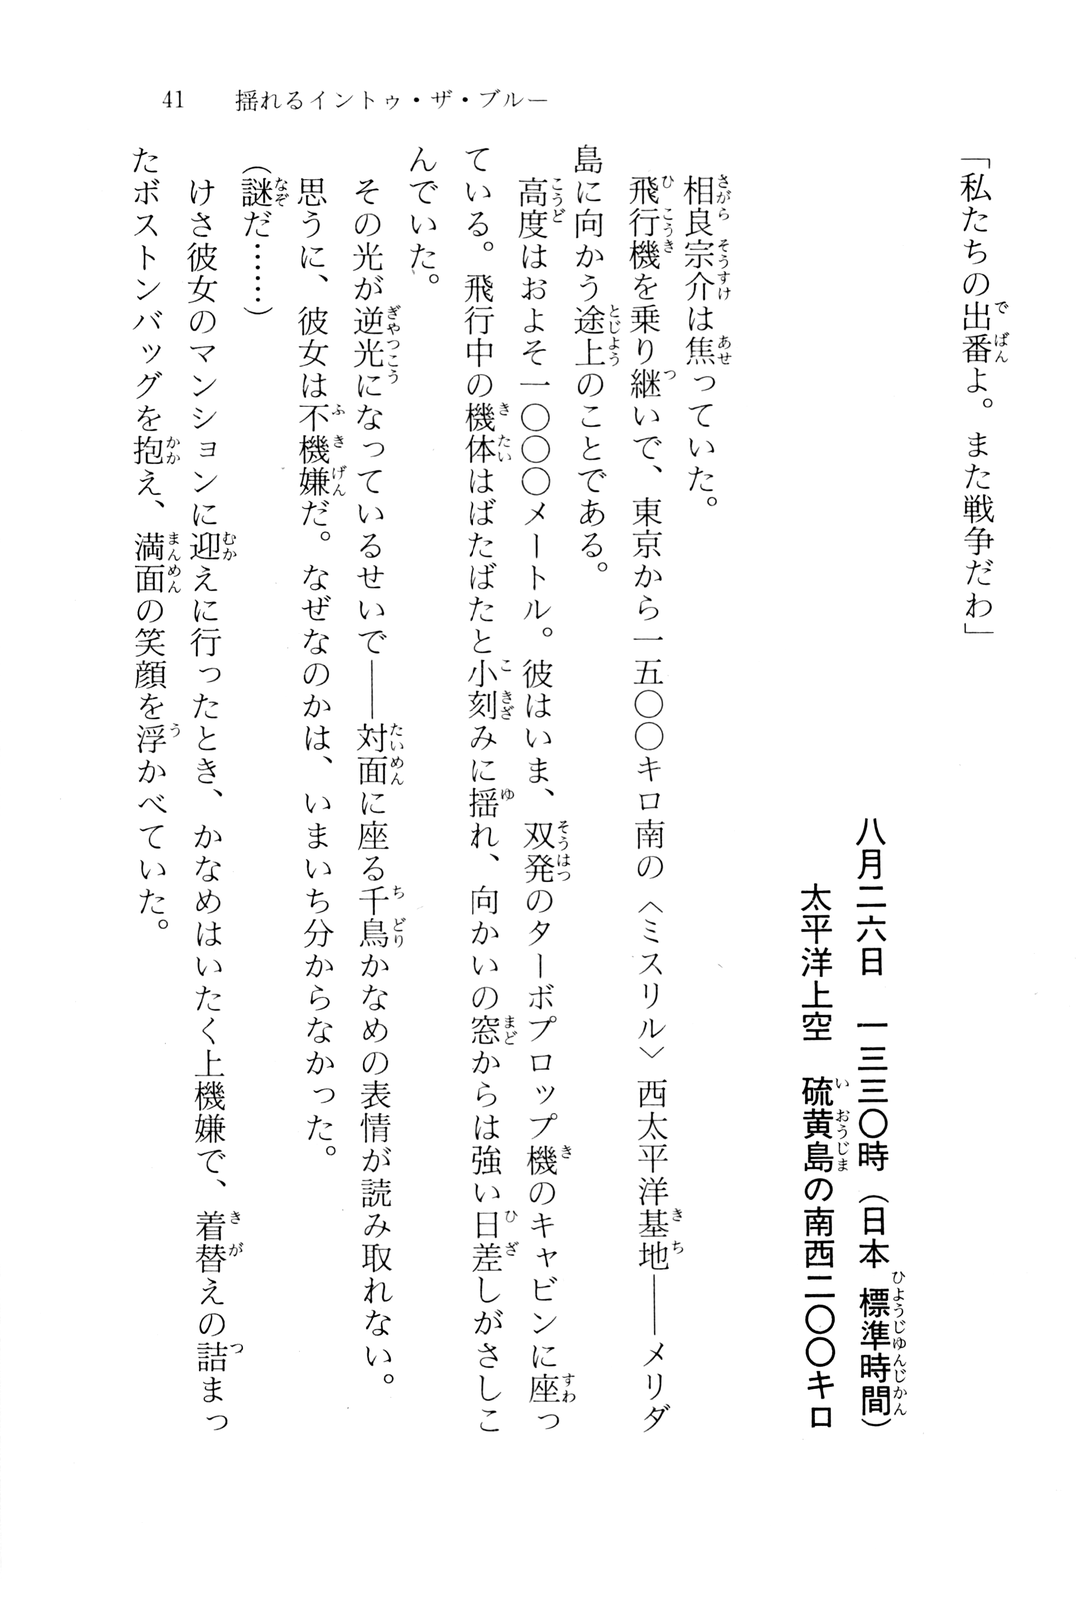 41　揺れるイントゥ・ザ・ブルー
「私たちの出番よ。また戦争だわ」
八月二六日　一三三〇時（日本標準時間）
太平洋上空　硫黄島の南西二〇〇キロ
相良宗介は焦っていた。
飛行機を乗り継いで、東京から一五〇〇キロ南の〈ミスリル〉西太平洋基地――メリダ
島に向かう途上のことである。
高度はおよそ一〇〇〇メートル。彼はいま、双発のターボプロップ機のキャビンに座っ
ている。飛行中の機体はばたばたと小刻みに揺れ、向かいの窓からは強い日差しがさしこ
んでいた。
その光が逆光になっているせいで――対面に座る千鳥かなめの表情が読み取れない。
思うに、彼女は不機嫌だ。なぜなのかは、いまいち分からなかった。
（謎だ……）
けさ彼女のマンションに迎えに行ったとき、かなめはいたく上機嫌で、着替えの詰まっ
たボストンバッグを抱え、満面の笑顔を浮かべていた。